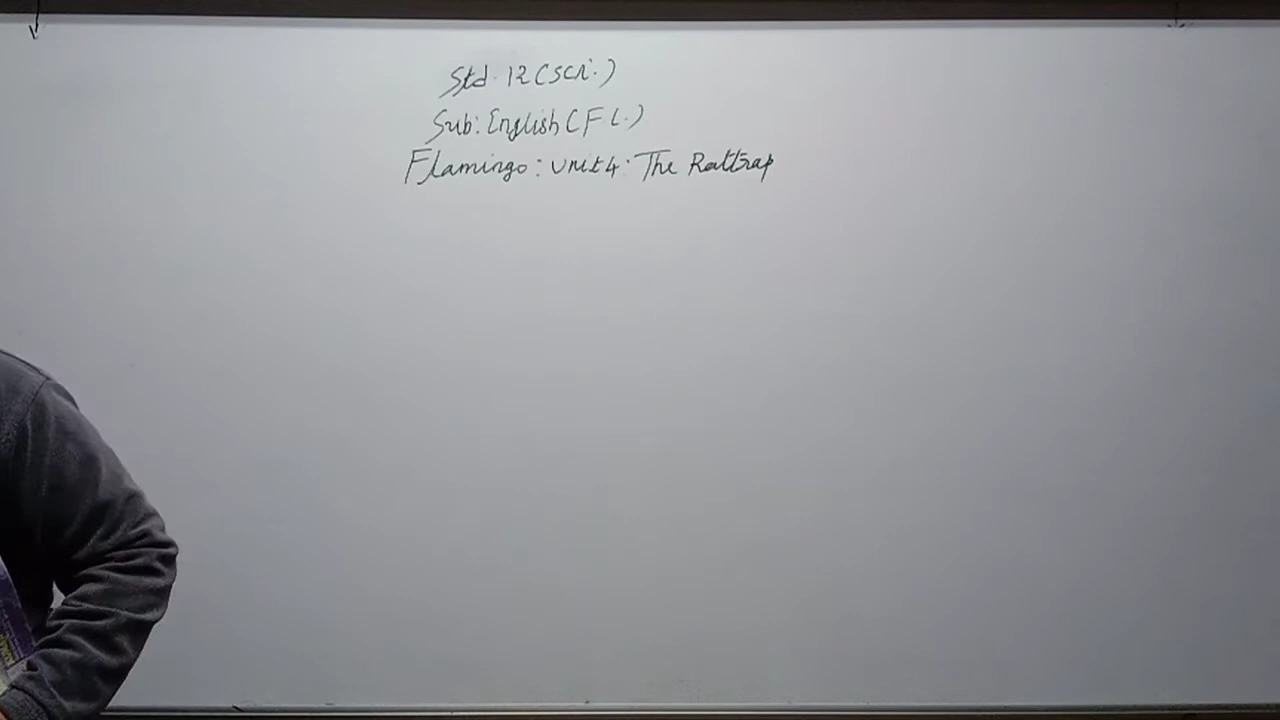 Std. 12 (Sci.)
Sub: English (F L.)
Flamingo: Unit 4. The Rattrap